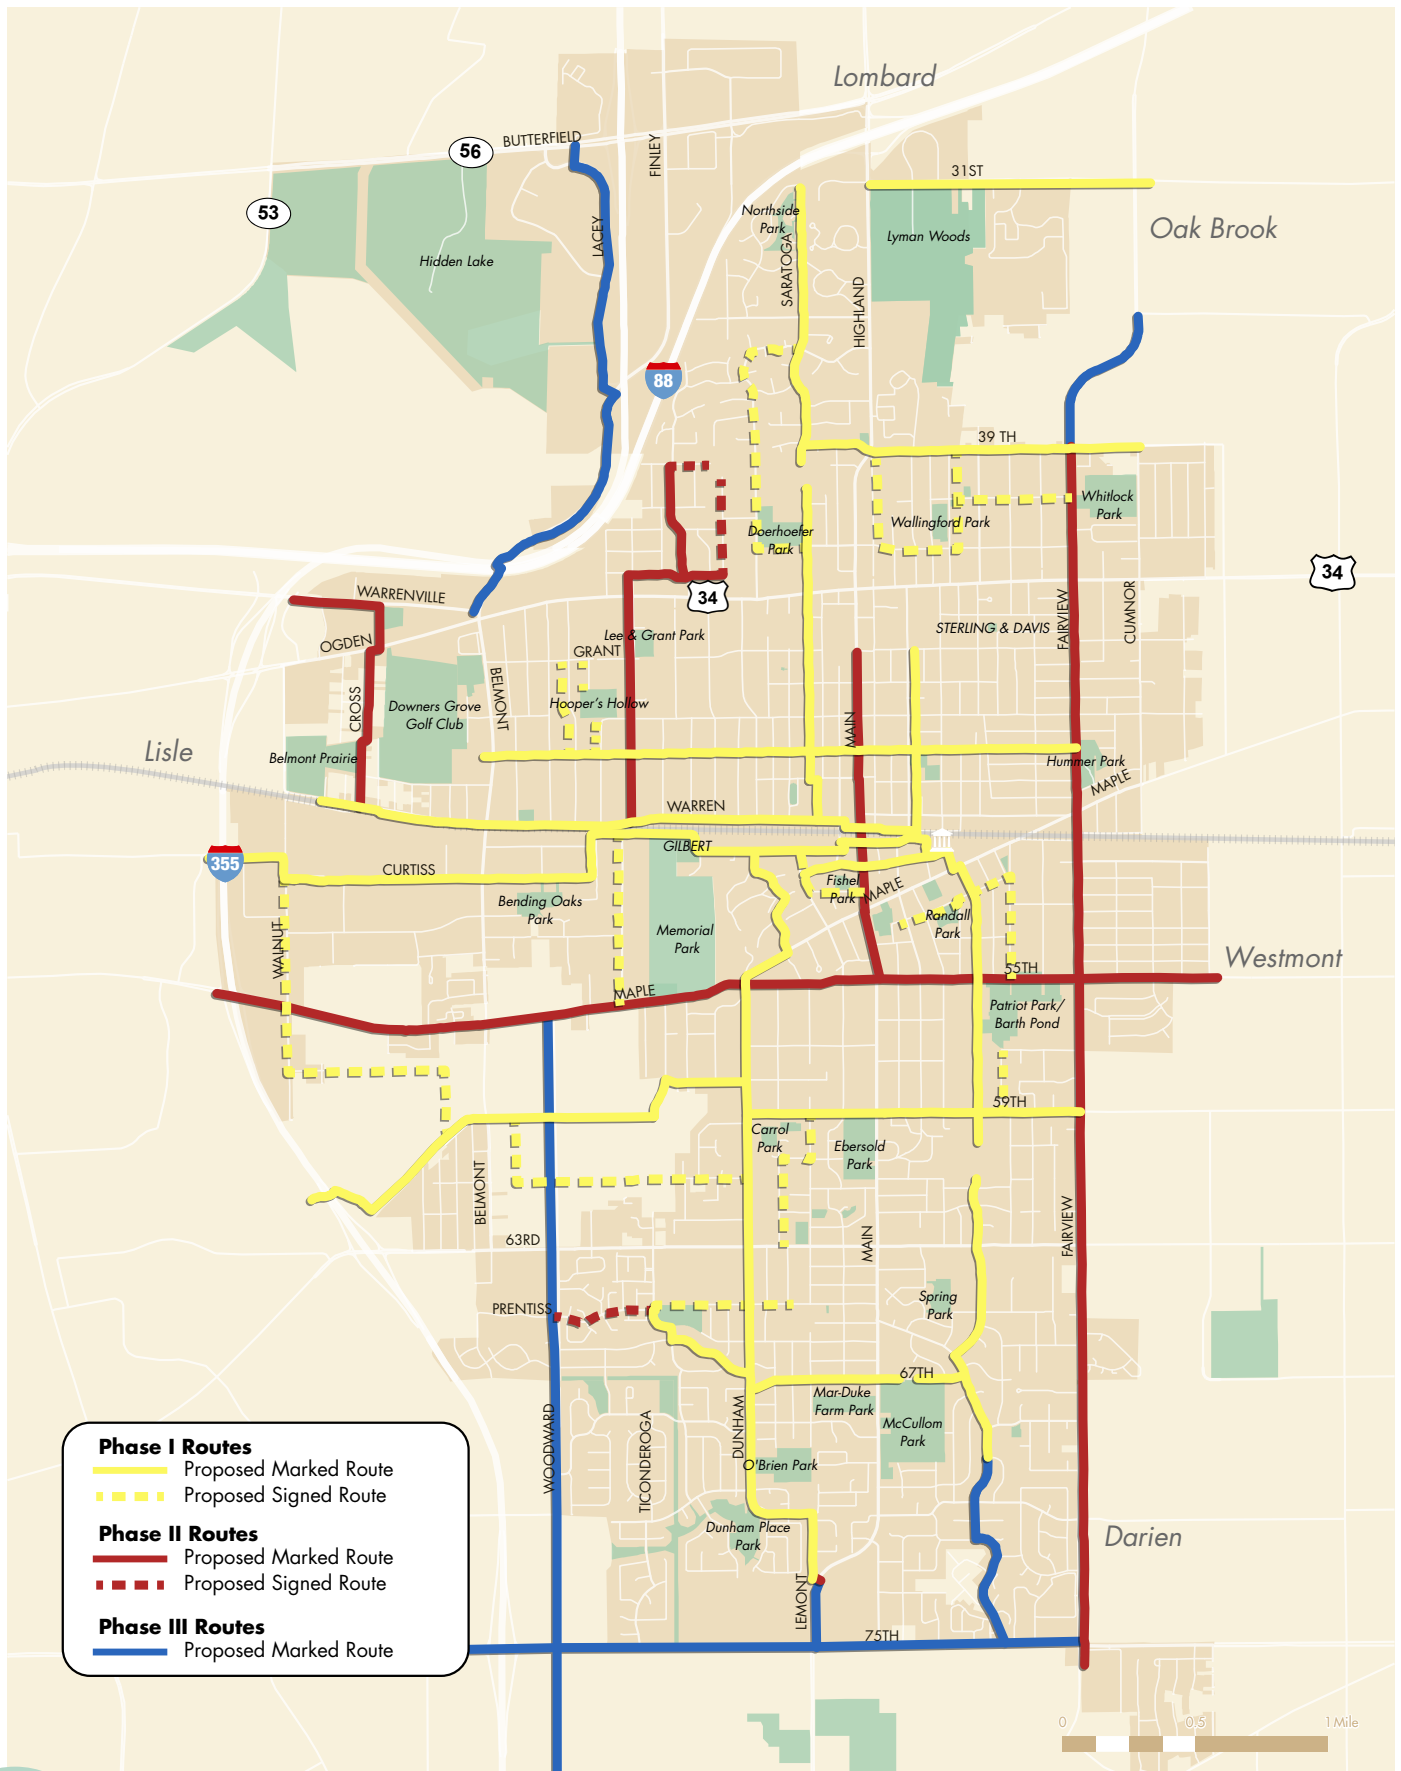 Lombard
BUTTERFIELD
56
FINLEY
31ST
53
Northside
Park
Oak Brook
Lyman Woods
LACEY
SARATOGA
Hidden Lake
HIGHLAND
88
39 TH
Whitlock
Park
Wallingford Park
Doerhoefer
Park
34
WARRENVILLE
34
FAIRVIEW
CUMNOR
STERLING & DAVIS
Lee & Grant Park
OGDEN
GRANT
BELMONT
CROSS
Downers Grove
Golf Club
Hooper's Hollow
MAIN
Lisle
Belmont Prairie
Hummer Park
MAPLE
WARREN
GILBERT
355
CURTISS
Fishel
Park
MAPLE
Bending Oaks
Park
Randall
Park
WALNUT
Memorial
Park
Westmont
55TH
MAPLE
Patriot Park/
Barth Pond
59TH
Carrol
Park
Ebersold
Park
BELMONT
FAIRVIEW
63RD
MAIN
Spring
Park
PRENTISS
67TH
Mar-Duke
Farm Park
McCullom
Park
DUNHAM
WOODWARD
TICONDEROGA
O'Brien Park
Phase I Routes
Proposed Marked Route
Proposed Signed Route
Phase II Routes
Proposed Marked Route
Proposed Signed Route
Phase III Routes
Proposed Marked Route
Dunham Place
Park
Darien
LEMONT
75TH
0
0.5
1 Mile